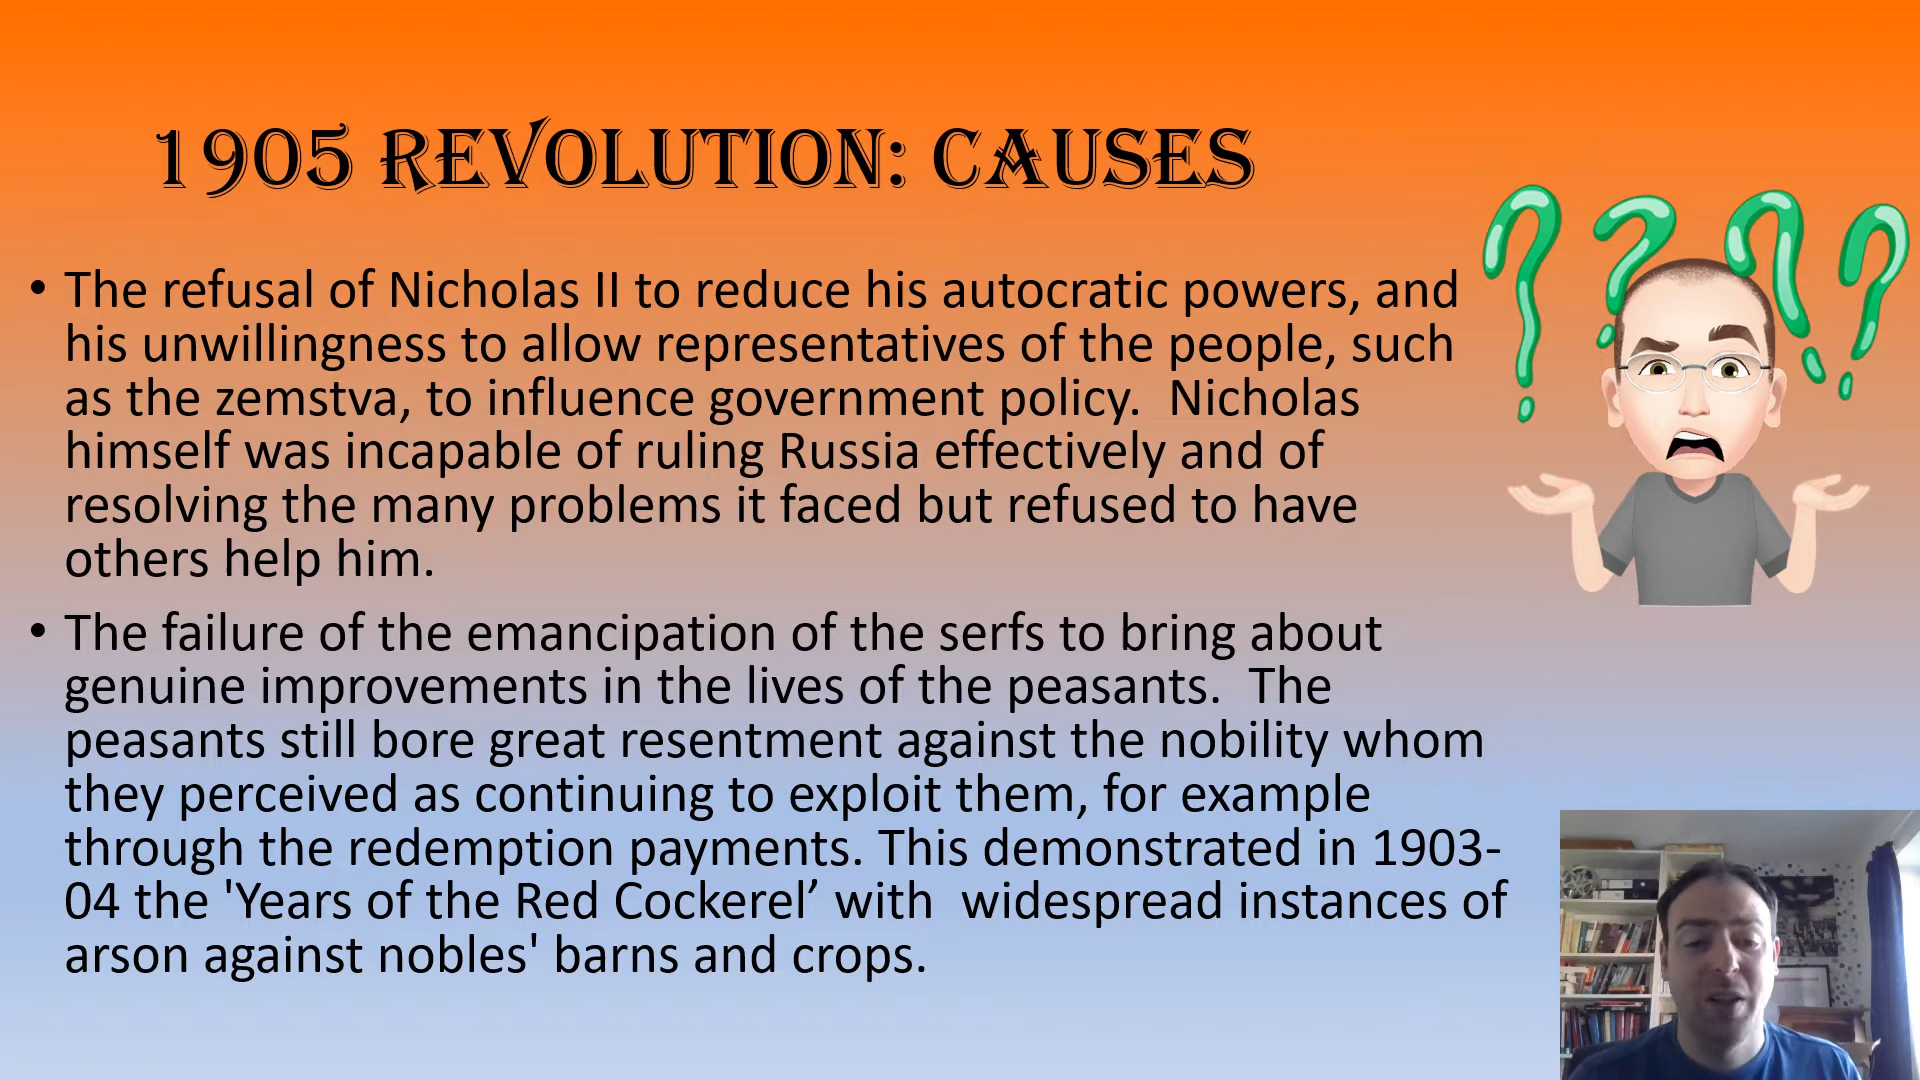 1905 REVOLUTION: CAUSES
• The refusal of Nicholas II to reduce his autocratic powers, and
his unwillingness to allow representatives of the people, such
as the zemstva, to influence government policy.  Nicholas
himself was incapable of ruling Russia effectively and of
resolving the many problems it faced but refused to have
others help him.
• The failure of the emancipation of the serfs to bring about
genuine improvements in the lives of the peasants.  The
peasants still bore great resentment against the nobility whom
they perceived as continuing to exploit them, for example
through the redemption payments. This demonstrated in 1903-
04 the 'Years of the Red Cockerel’ with  widespread instances of
arson against nobles' barns and crops.
? ? ? ?